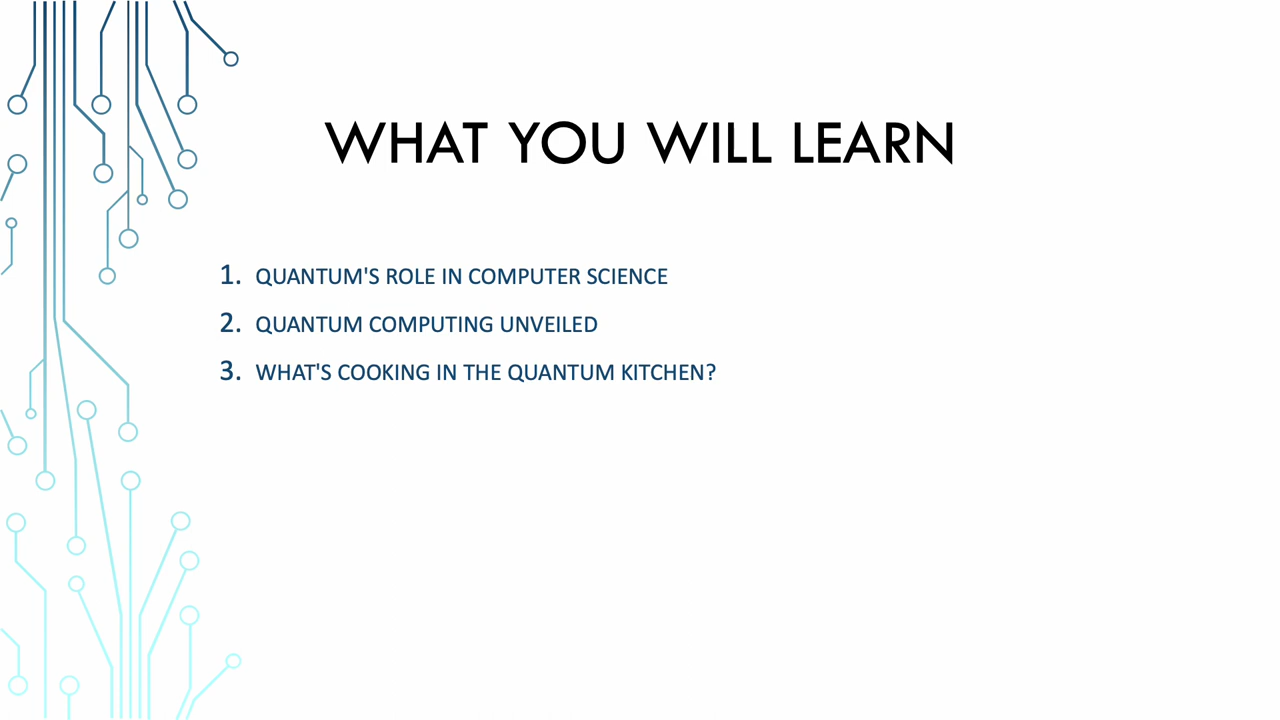 WHAT YOU WILL LEARN
1. QUANTUM'S ROLE IN COMPUTER SCIENCE
2. QUANTUM COMPUTING UNVEILED
3. WHAT'S COOKING IN THE QUANTUM KITCHEN?